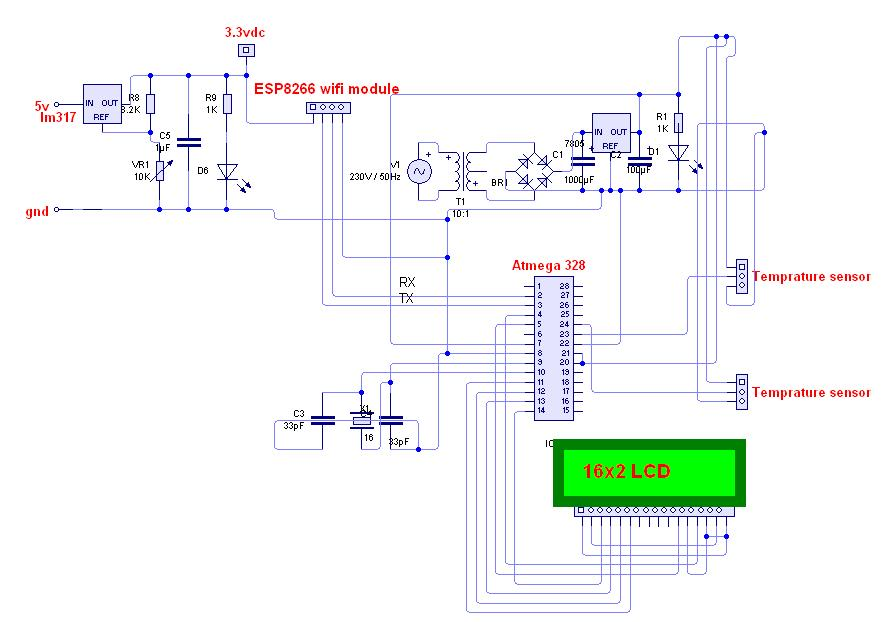 3.3vdc
ESP8266 wifi module
5v
lm317
IN OUT
REF
R8
3.2K
R9
1K
C5
1µF
VR1
10K
D6
gnd
V1
230V / 50Hz
T1
10:1
BR1
C1
1000µF
7805
IN OUT
REF
C2
100µF
R1
1K
D1
RX
TX
Atmega 328
1 28
2 27
3 26
4 25
5 24
6 23
7 22
8 21
9 20
10 19
11 18
12 17
13 16
14 15
Temprature sensor
Temprature sensor
C3
33pF
X1
16
33pF
16x2 LCD